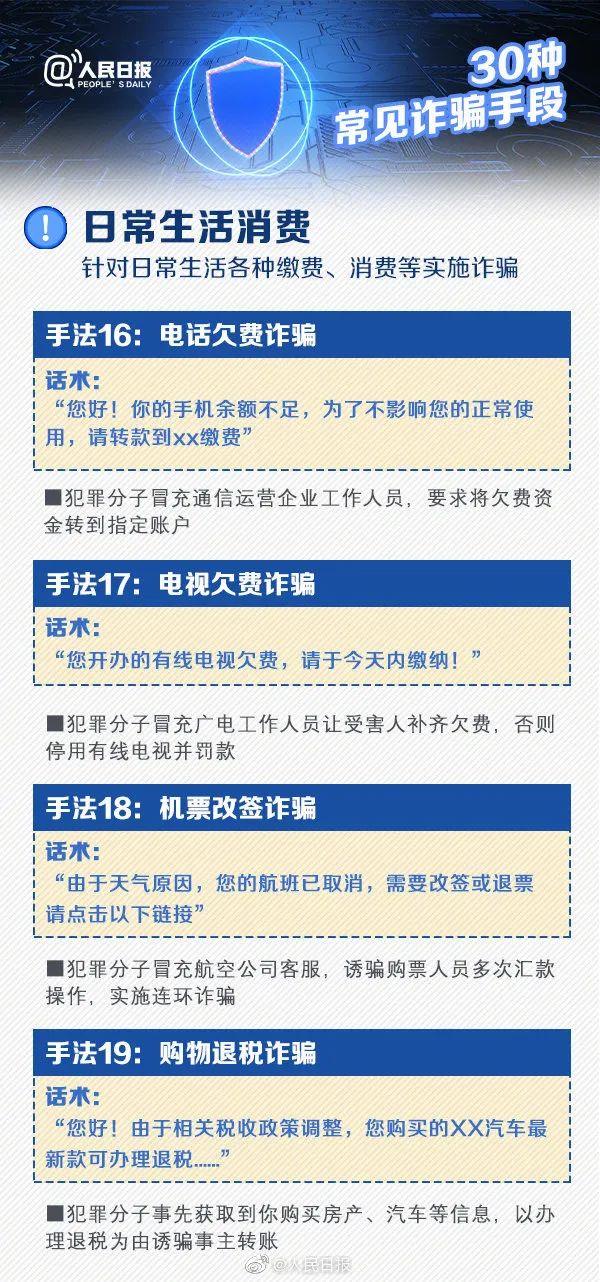 @人民日报
PEOPLE'S DAILY
30种
常见诈骗手段
!
日常生活消费
针对日常生活各种缴费、消费等实施诈骗
手法16：电话欠费诈骗
话术：
“您好！你的手机余额不足，为了不影响您的正常使
用，请转款到xx缴费”
■犯罪分子冒充通信运营企业工作人员，要求将欠费资
金转到指定账户
手法17：电视欠费诈骗
话术：
“您开办的有线电视欠费，请于今天内缴纳！”
■犯罪分子冒充广电工作人员让受害人补齐欠费，否则
停用有线电视并罚款
手法18：机票改签诈骗
话术：
“由于天气原因，您的航班已取消，需要改签或退票
请点击以下链接”
■犯罪分子冒充航空公司客服，诱骗购票人员多次汇款
操作，实施连环诈骗
手法19：购物退税诈骗
话术：
“您好！由于相关税收政策调整，您购买的XX汽车最
新款可办理退税……”
■犯罪分子事先获取到你购买房产、汽车等信息，以办
理退税为由诱骗事主转账
@人民日报